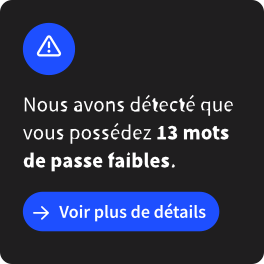 Nous avons détecté que
vous possédez 13 mots
de passe faibles.
→ Voir plus de détails